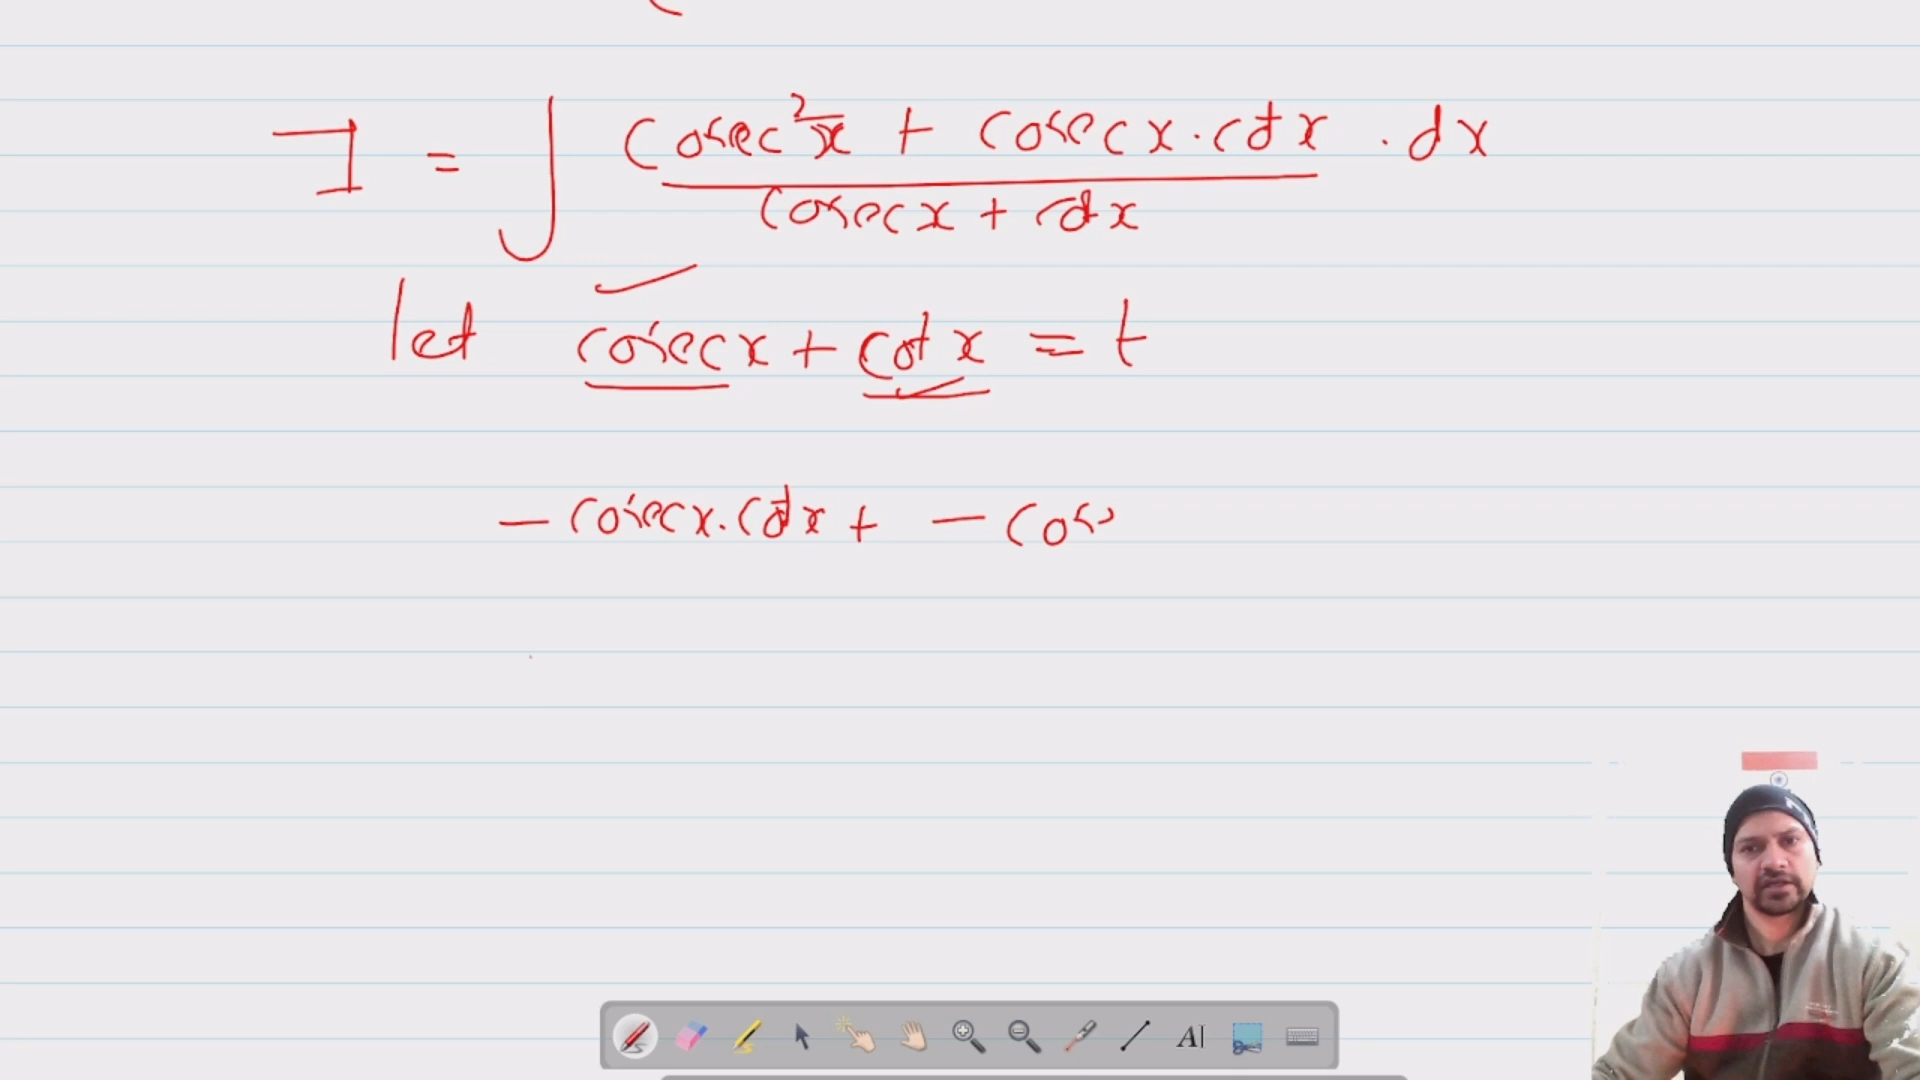 I = ∫ cosec²x + cosecx.cotx . dx
cosecx + cotx
let cosecx + cotx = t
– cosecx.cotx + – cos
A